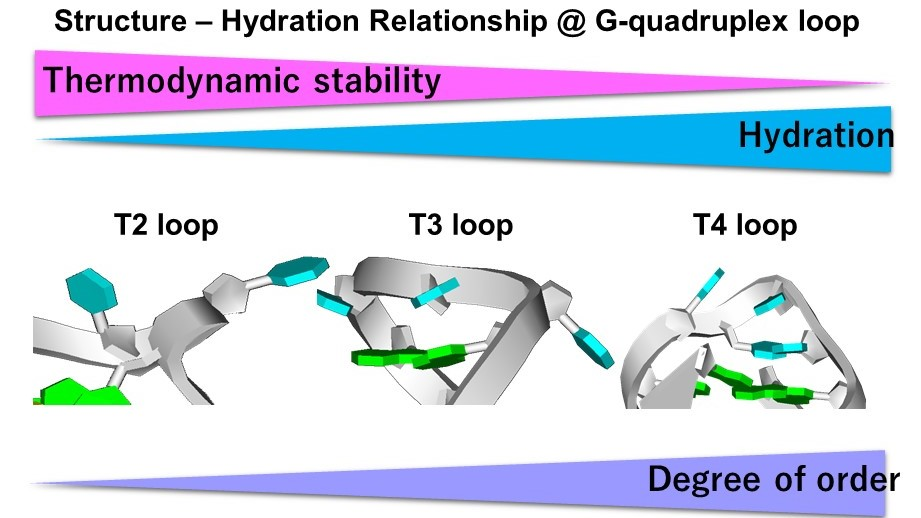 Structure – Hydration Relationship @ G-quadruplex loop
Thermodynamic stability
Hydration
T2 loop T3 loop T4 loop
Degree of order